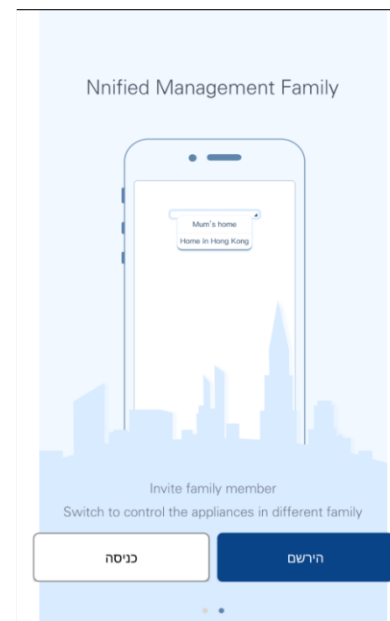 Nnified Management Family
Mum's home
Home in Hong Kong
Invite family member
Switch to control the appliances in different family
כניסה
הירשם